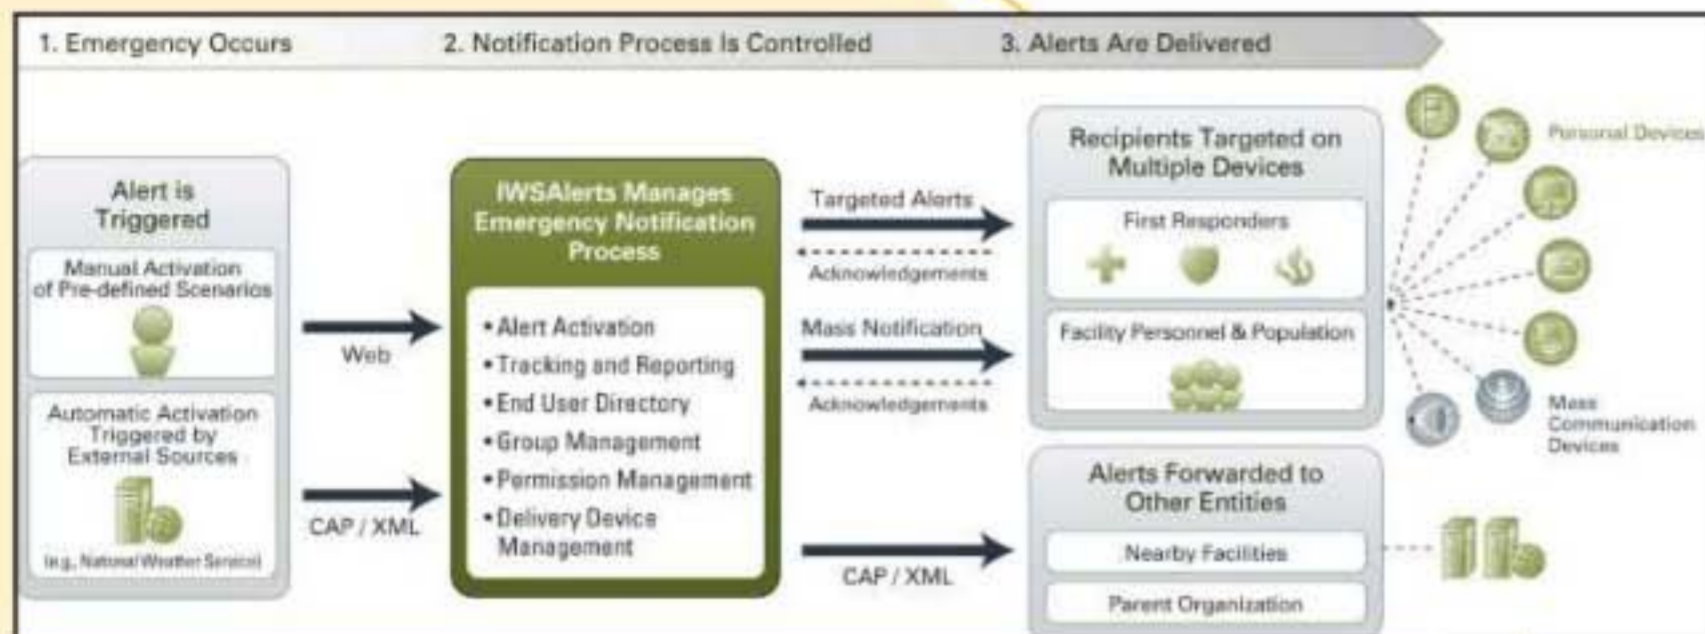 1. Emergency Occurs
2. Notification Process Is Controlled
3. Alerts Are Delivered
Alert is
Triggered
Manual Activation
of Pre-defined Scenarios
Automatic Activation
Triggered by
External Sources
(e.g., National Weather Service)
Web
CAP / XML
IWSAlerts Manages
Emergency Notification
Process
• Alert Activation
• Tracking and Reporting
• End User Directory
• Group Management
• Permission Management
• Delivery Device
Management
Targeted Alerts
Acknowledgements
Mass Notification
Acknowledgements
CAP / XML
Recipients Targeted on
Multiple Devices
First Responders
Facility Personnel & Population
Alerts Forwarded to
Other Entities
Nearby Facilities
Parent Organization
Personal Devices
Mass
Communication
Devices